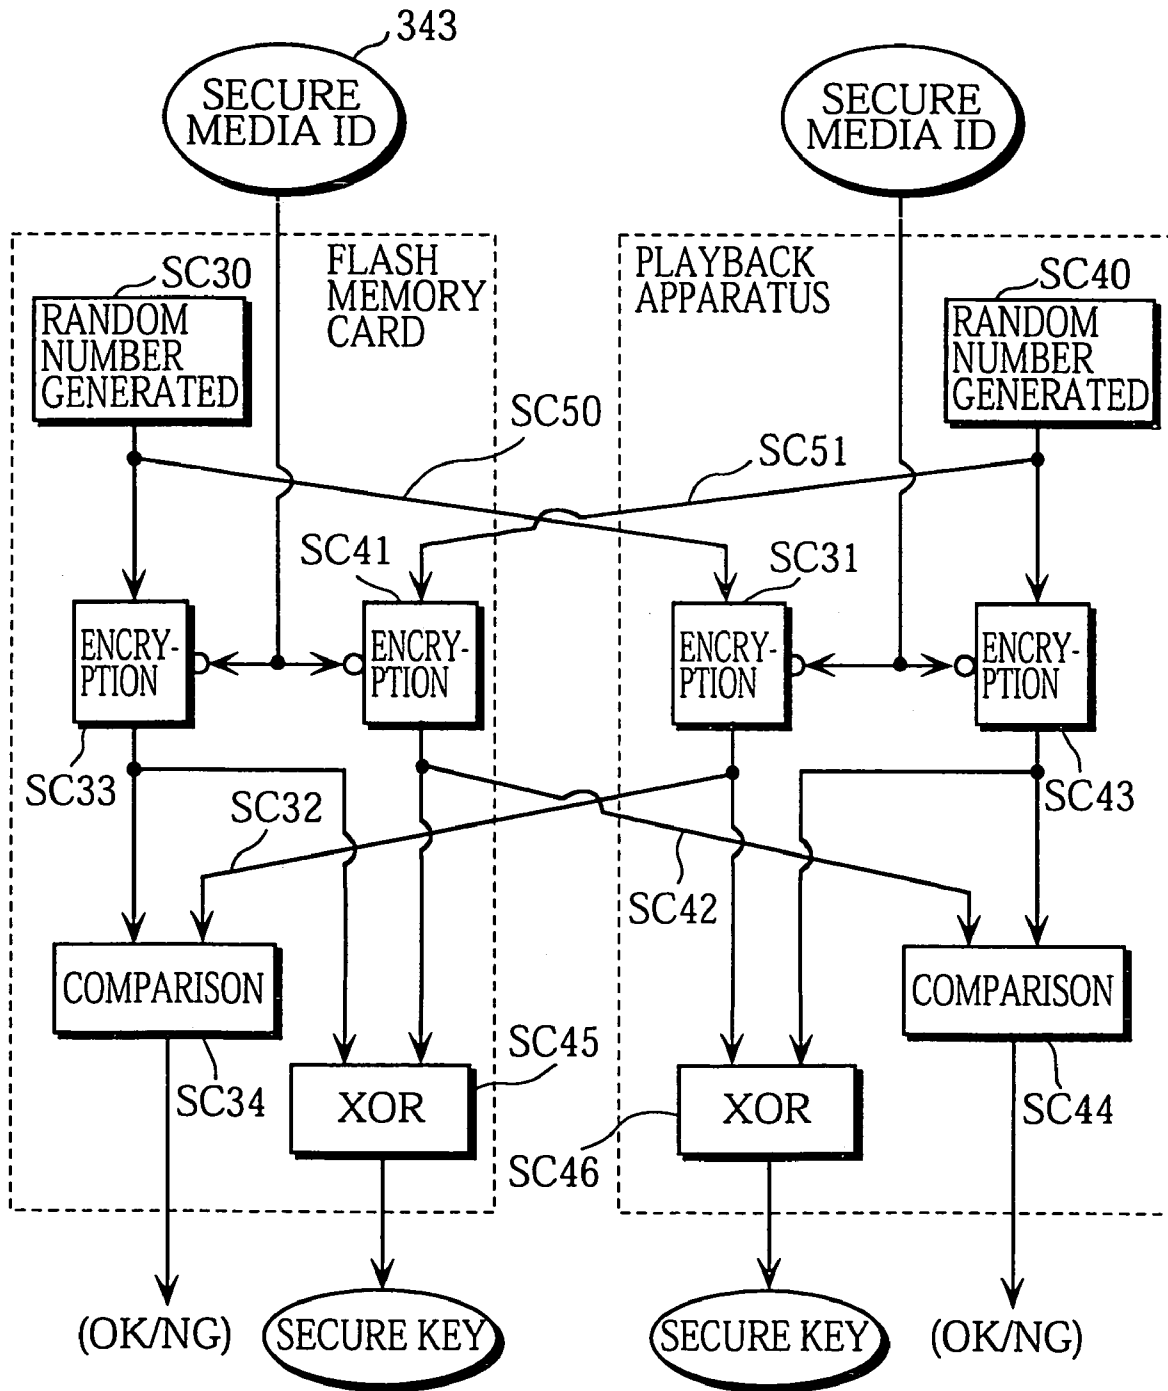 343
SECURE
MEDIA ID
SECURE
MEDIA ID
FLASH
MEMORY
CARD
PLAYBACK
APPARATUS
SC30
RANDOM
NUMBER
GENERATED
SC40
RANDOM
NUMBER
GENERATED
SC50
SC51
SC41
SC31
ENCRY-
PTION
ENCRY-
PTION
ENCRY-
PTION
ENCRY-
PTION
SC33
SC43
SC32
SC42
COMPARISON
COMPARISON
SC34
SC45
XOR
XOR
SC44
SC46
(OK/NG)
SECURE KEY
SECURE KEY
(OK/NG)